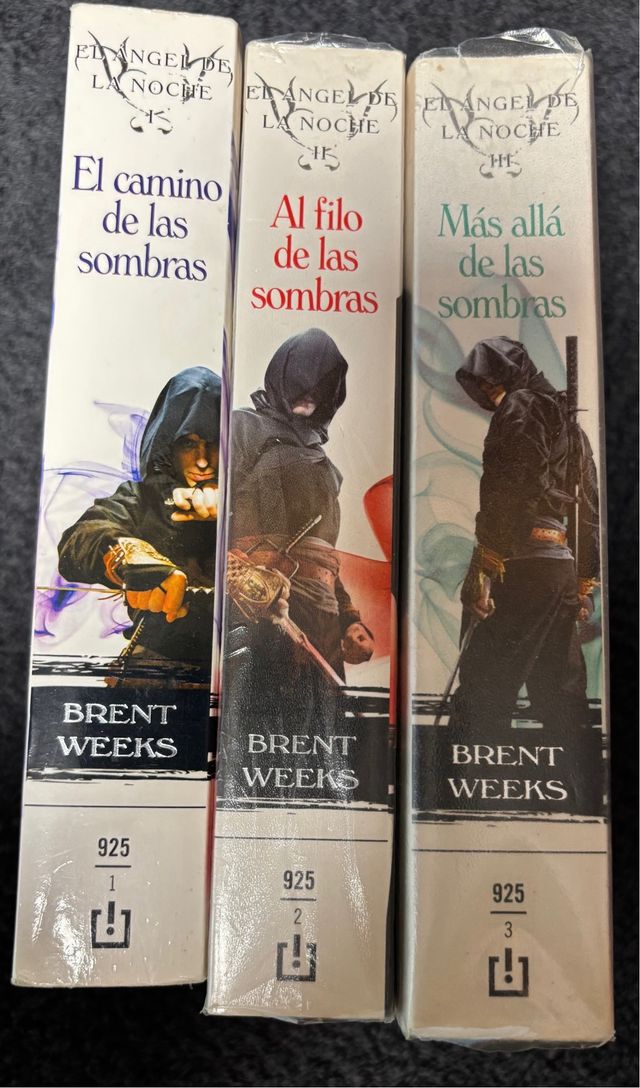 EL ÁNGEL DE
LA NOCHE
I
El camino
de las
sombras
BRENT
WEEKS
925
1
EL ÁNGEL DE
LA NOCHE
II
Al filo
de las
sombras
BRENT
WEEKS
925
2
EL ÁNGEL DE
LA NOCHE
III
Más allá
de las
sombras
BRENT
WEEKS
925
3